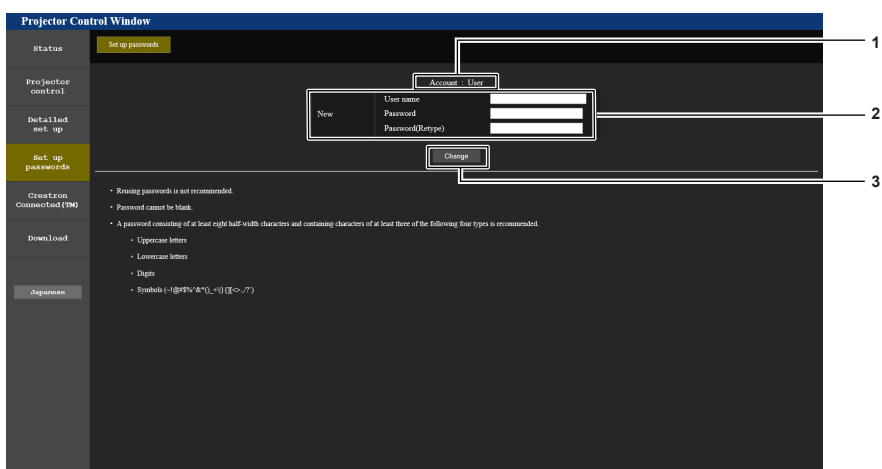 Projector Control Window
Status
Set up passwords
1
Projector
control
Account : User
User name
New
Password
2
Detailed
set up
Password(Retype)
Set up
passwords
Change
3
• Reusing passwords is not recommended.
Crestron
Connected(TM)
• Password cannot be blank.
• A password consisting of at least eight half-width characters and containing characters of at least three of the following four types is recommended.
Download
• Uppercase letters
• Lowercase letters
• Digits
Japanese
• Symbols